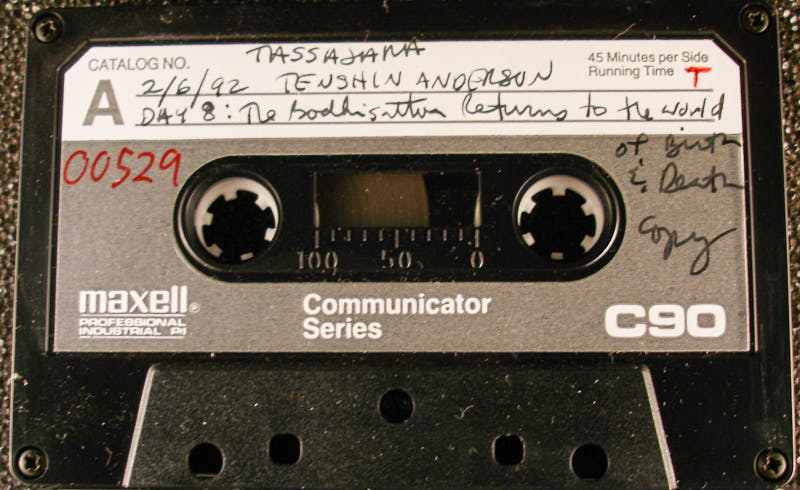 CATALOG NO.
TASSAJARA
45 Minutes per Side
Running Time T
A
2/6/92 TENSHIN ANDERSON
DAY 8: The Bodhisattva Returns to the World
of Birth
& Death
00529
Copy
100 50 0
maxell®
PROFESSIONAL
INDUSTRIAL P/I
Communicator
Series
C90